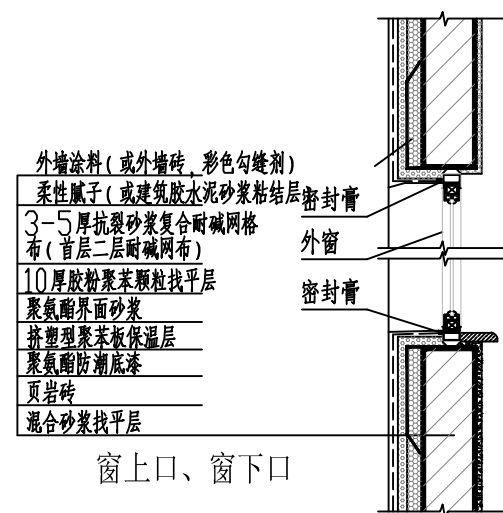 外墙涂料(或外墙砖,彩色勾缝剂)
柔性腻子(或建筑胶水泥砂浆粘结层
密封膏
3-5厚抗裂砂浆复合耐碱网格
布(首层二层耐碱网布)
外窗
10厚胶粉聚苯颗粒找平层
密封膏
聚氨酯界面砂浆
挤塑型聚苯板保温层
聚氨酯防潮底漆
页岩砖
混合砂浆找平层
窗上口、窗下口